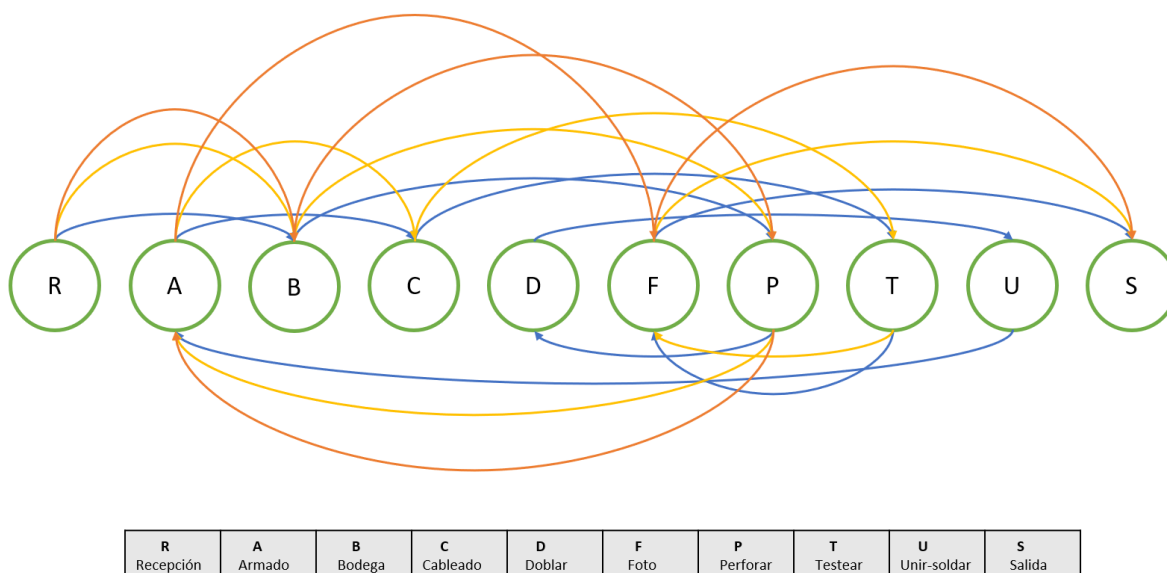 R A B C D F P T U S
R A B C D F P T U S
Recepción Armado Bodega Cableado Doblar Foto Perforar Testear Unir-soldar Salida